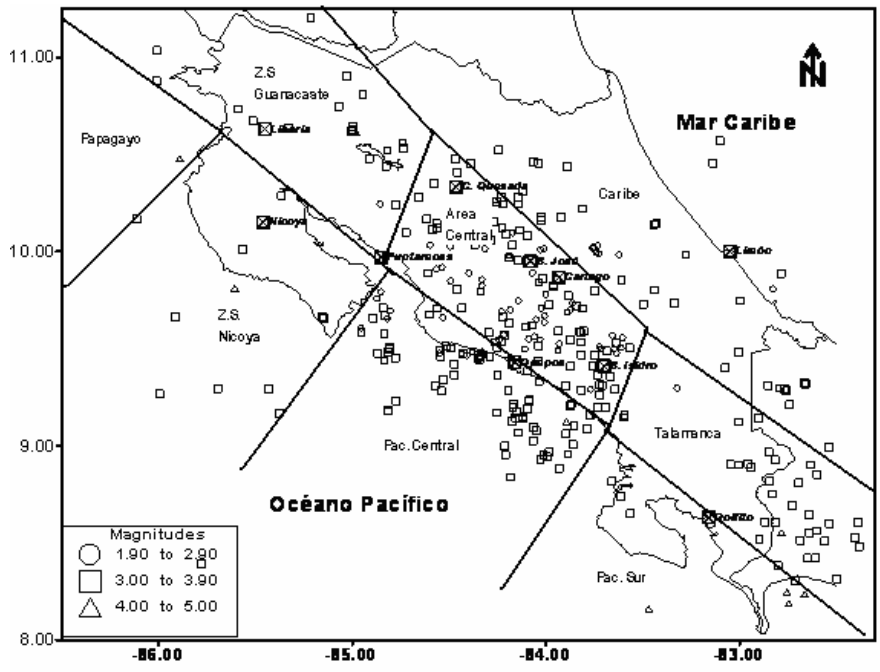 11.00
10.00
9.00
8.00
-86.00
-85.00
-84.00
-83.00
N
Mar Caribe
Z.S
Guanacaste
Papagayo
Liberia
C. Quesada
Caribe
Area
Central
Nicoya
Puntarenas
S. José
Cartago
Limón
Z.S.
Nicoya
Quepos
S. Isidro
Talamanca
Pac. Central
Océano Pacífico
Golfito
Pac. Sur
Magnitudes
1.90 to 2.90
3.00 to 3.90
4.00 to 5.00